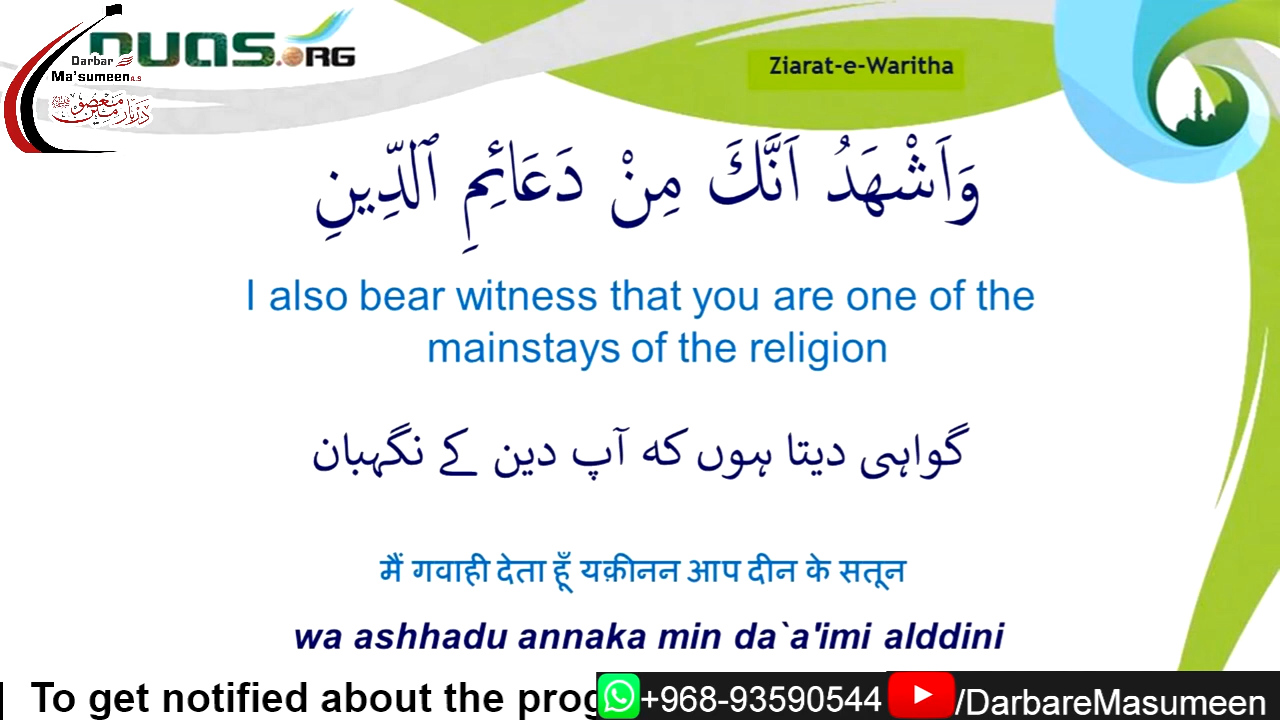 DUAS.ORG
Darbar
Ma'sumeen A.S
دربار معصومین
Ziarat-e-Waritha
وَاَشْهَدُ اَنَّكَ مِنْ دَعَائِمِ ٱلدِّينِ
I also bear witness that you are one of the
mainstays of the religion
گواہی دیتا ہوں کہ آپ دین کے نگہبان
मैं गवाही देता हूँ यक़ीनन आप दीन के सतून
wa ashhadu annaka min da`a'imi alddini
To get notified about the prog
+968-93590544
/DarbareMasumeen